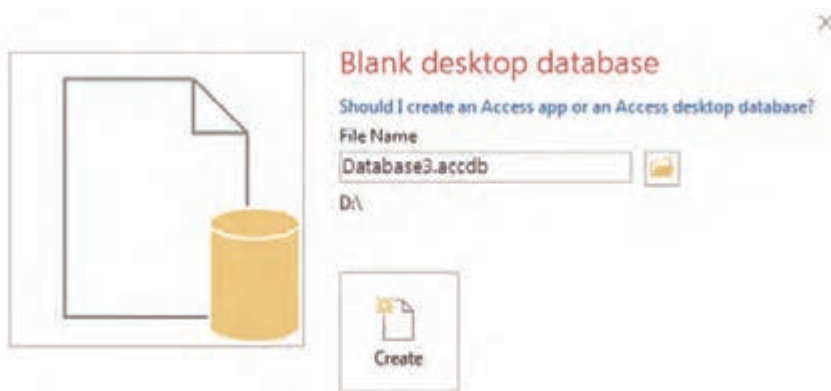 Blank desktop database
Should I create an Access app or an Access desktop database?
File Name
Database3.accdb
D:\
Create